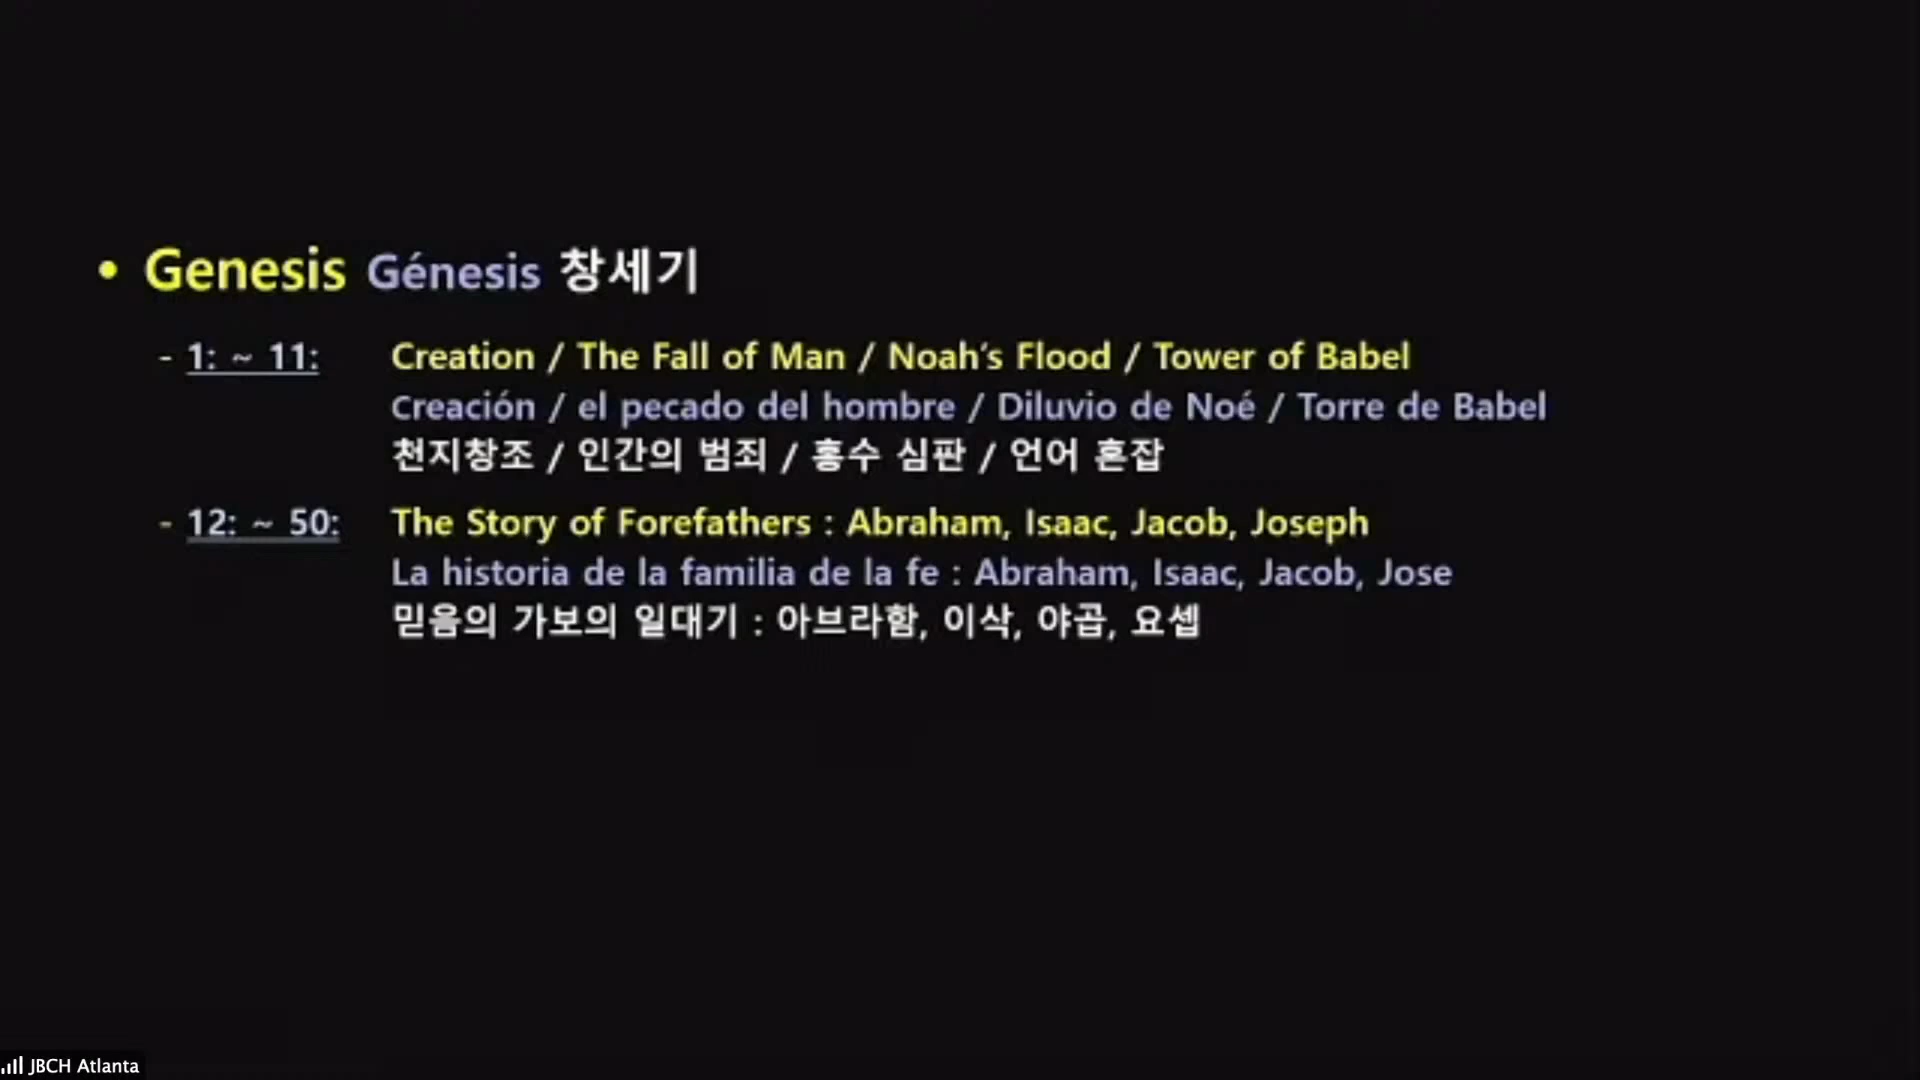 • Genesis Génesis 창세기
- 1: ~ 11: Creation / The Fall of Man / Noah's Flood / Tower of Babel
Creación / el pecado del hombre / Diluvio de Noé / Torre de Babel
천지창조 / 인간의 범죄 / 홍수 심판 / 언어 혼잡
- 12: ~ 50: The Story of Forefathers : Abraham, Isaac, Jacob, Joseph
La historia de la familia de la fe : Abraham, Isaac, Jacob, Jose
믿음의 가보의 일대기 : 아브라함, 이삭, 야곱, 요셉
JBCH Atlanta